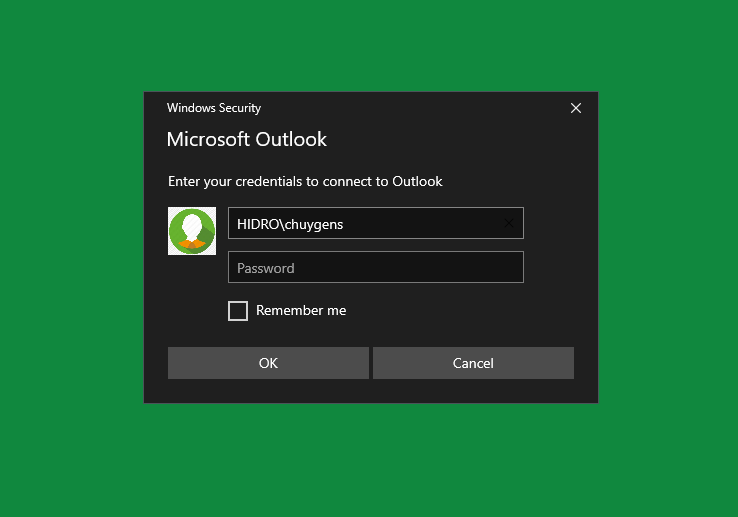 Windows Security
Microsoft Outlook
Enter your credentials to connect to Outlook
HIDRO\chuygens
Password
Remember me
OK
Cancel